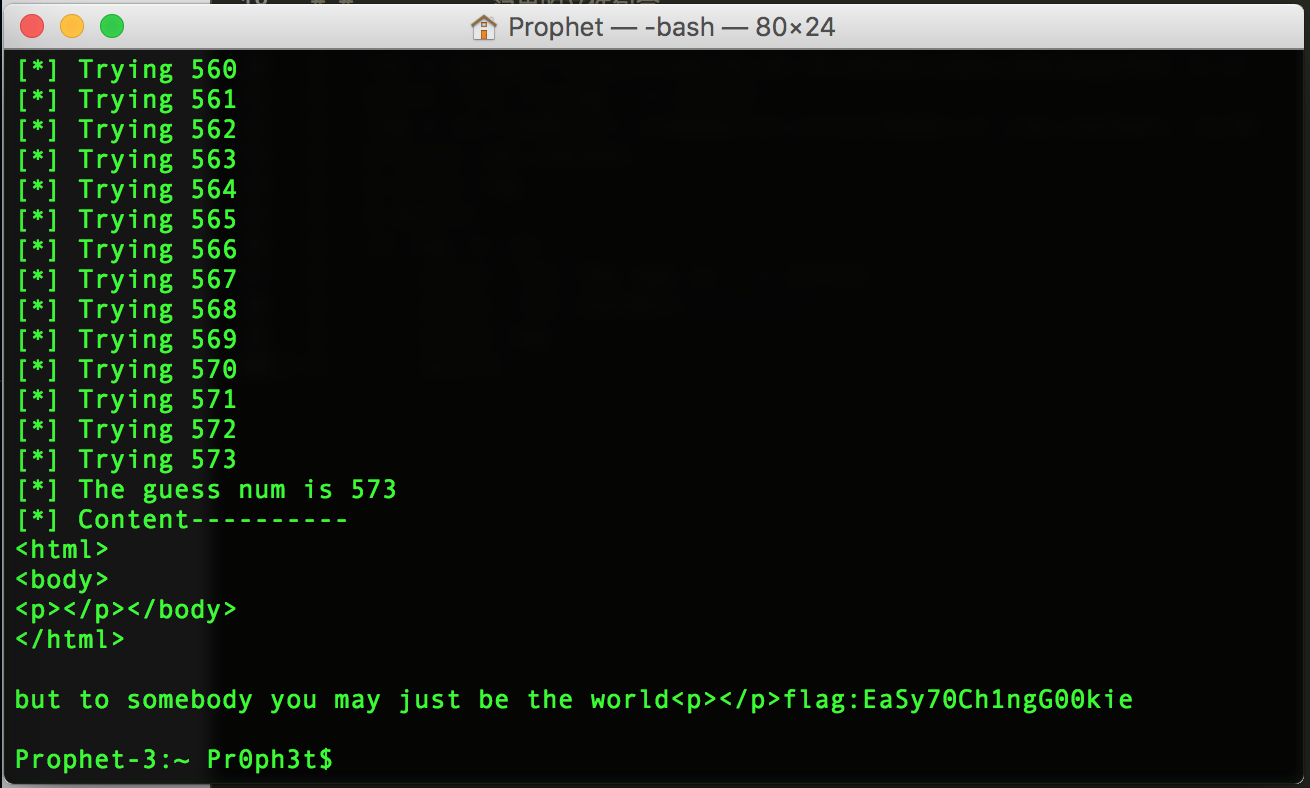 Prophet — -bash — 80×24
[*] Trying 560
[*] Trying 561
[*] Trying 562
[*] Trying 563
[*] Trying 564
[*] Trying 565
[*] Trying 566
[*] Trying 567
[*] Trying 568
[*] Trying 569
[*] Trying 570
[*] Trying 571
[*] Trying 572
[*] Trying 573
[*] The guess num is 573
[*] Content----------
<html>
<body>
<p></p></body>
</html>
but to somebody you may just be the world<p></p>flag:EaSy70Ch1ngG00kie
Prophet-3:~ Pr0ph3t$